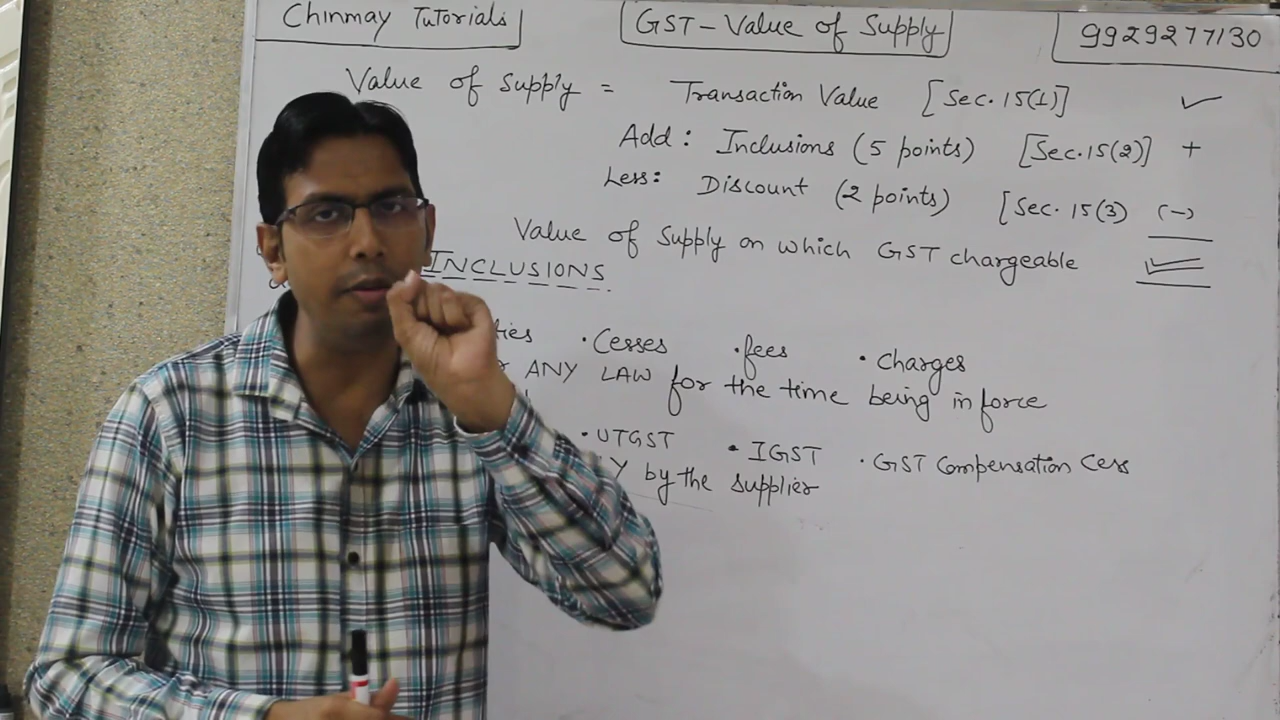 Chinmay Tutorials
GST - Value of Supply
9929277130
Value of Supply = Transaction Value [Sec. 15(1)]
Add: Inclusions (5 points) [Sec. 15(2)] +
Less: Discount (2 points) [Sec. 15(3) (-)
Value of Supply on which GST chargeable
INCLUSIONS
· Cesses · fees · charges
ANY LAW for the time being in force
· UTGST · IGST · GST Compensation Cess
by the supplier